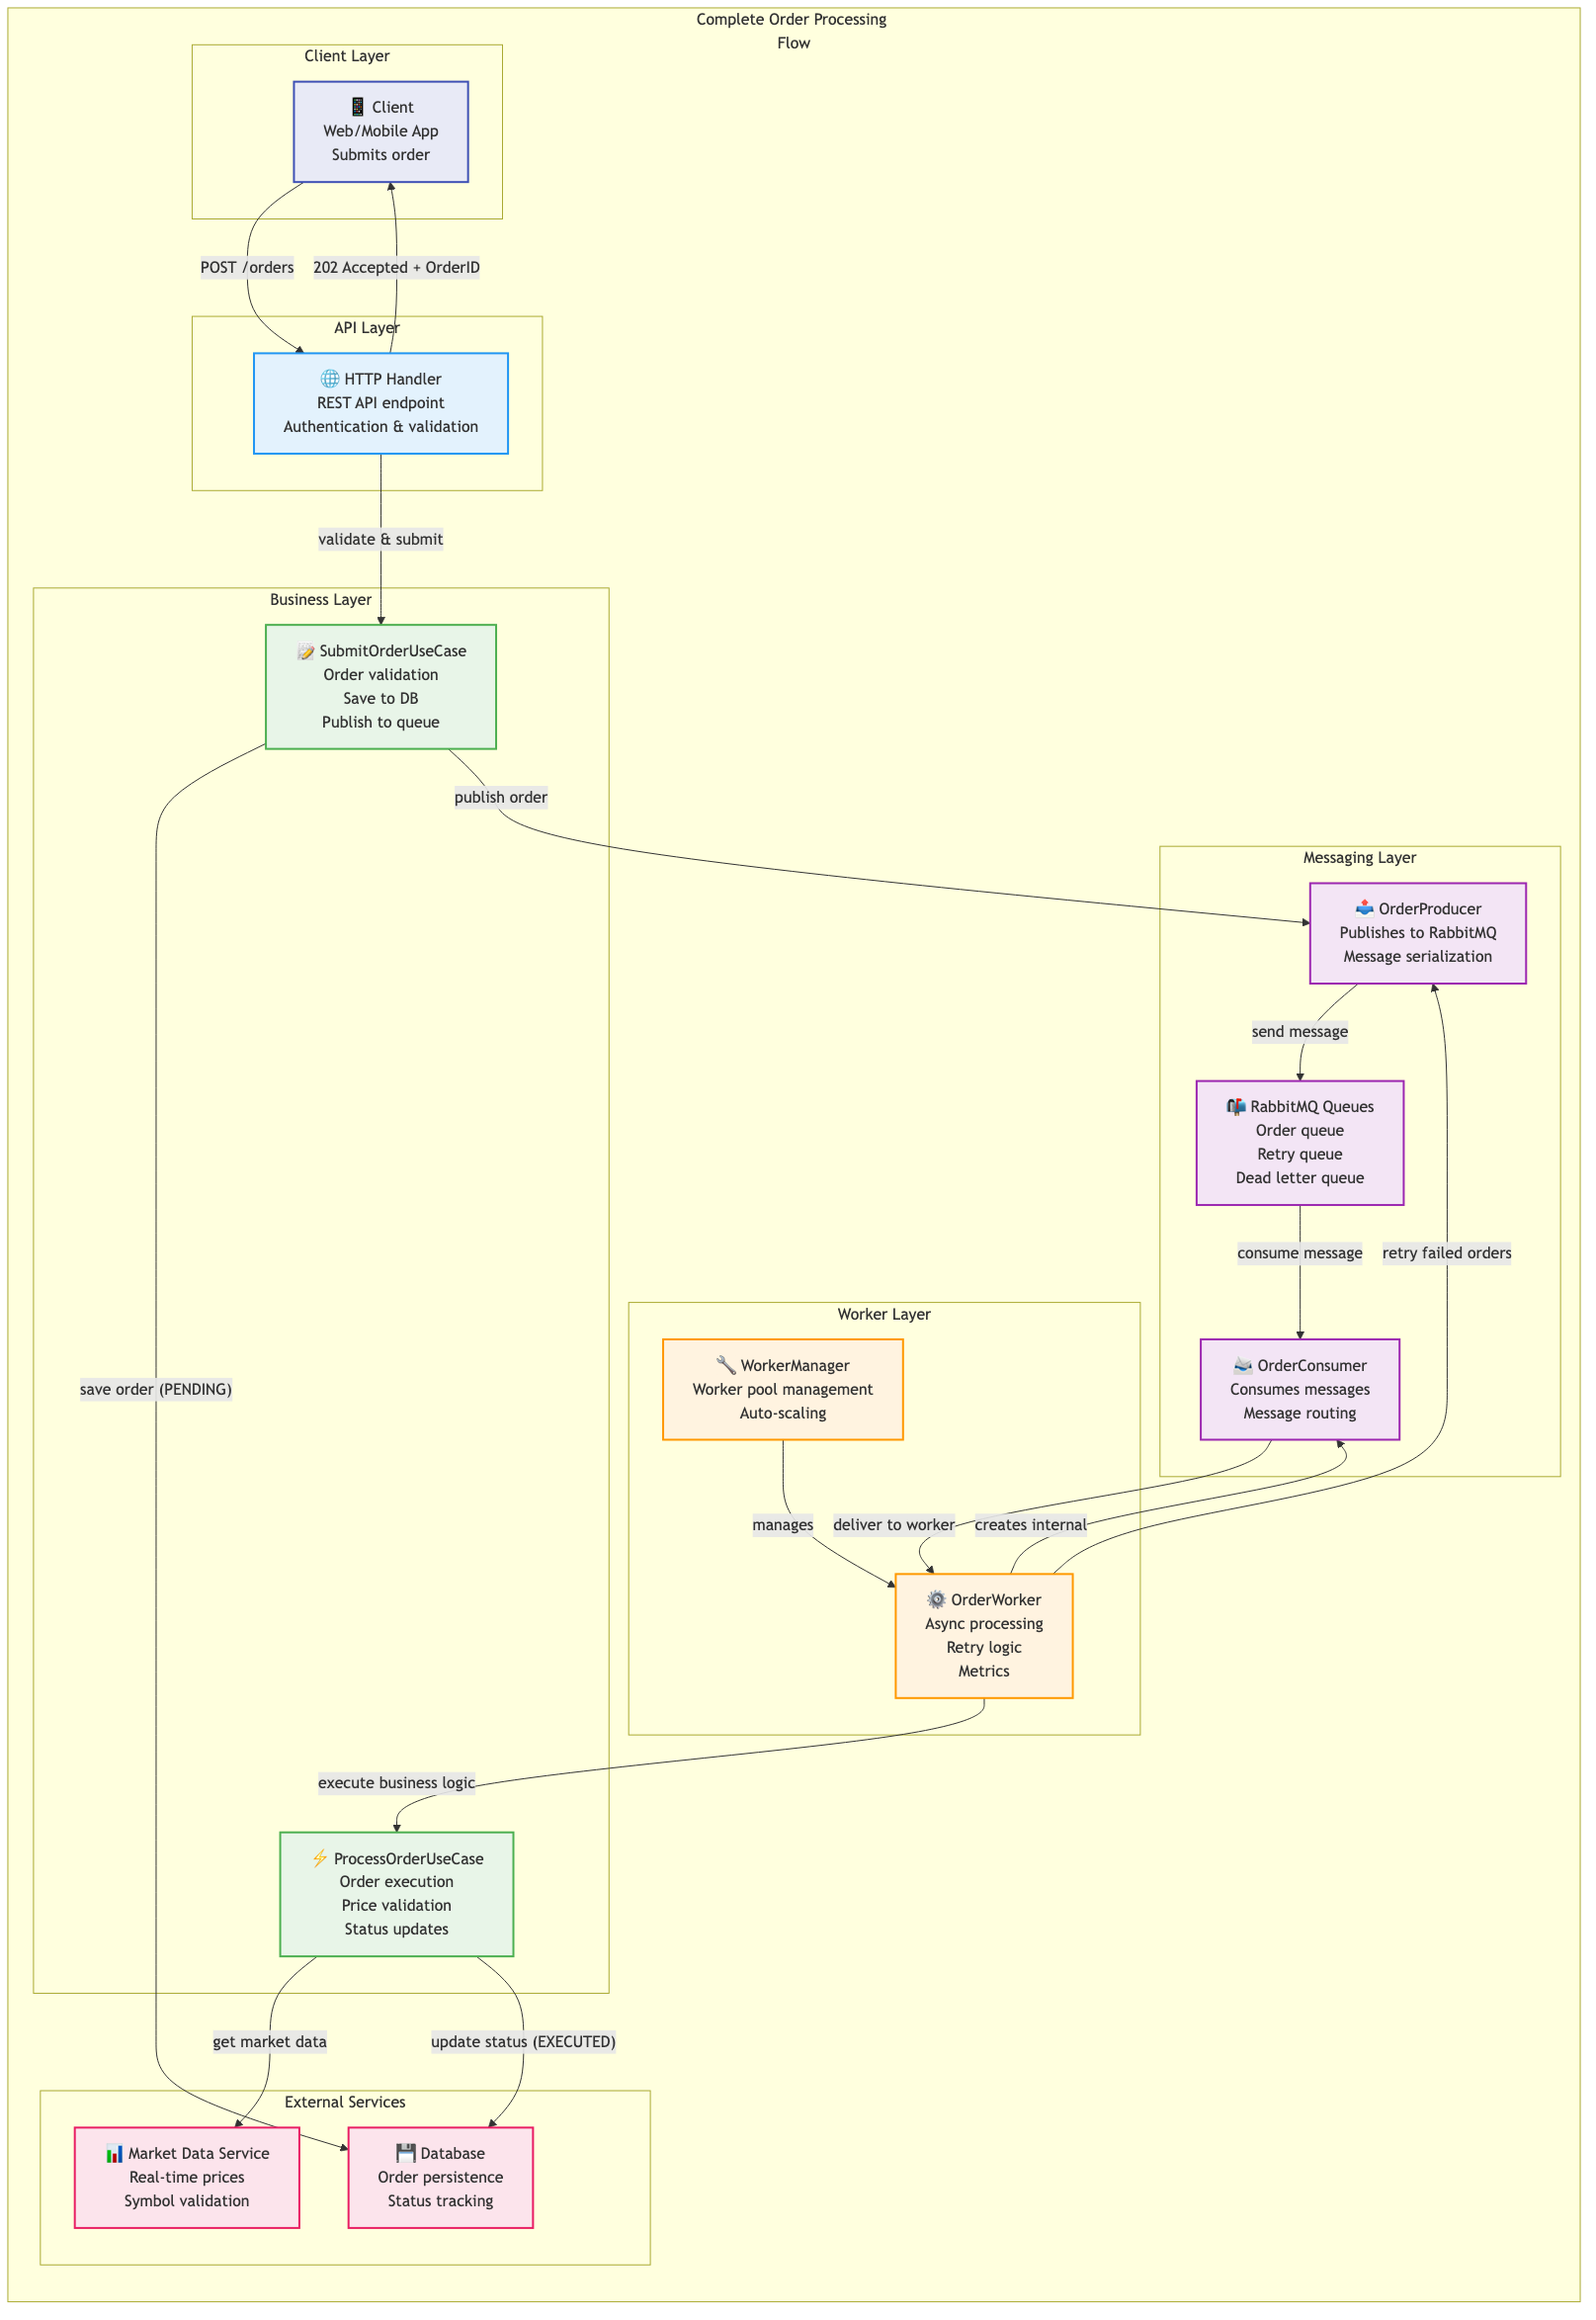 Complete Order Processing
Flow
Client Layer
📱 Client
Web/Mobile App
Submits order
POST /orders
202 Accepted + OrderID
API Layer
🌐 HTTP Handler
REST API endpoint
Authentication & validation
validate & submit
Business Layer
📝 SubmitOrderUseCase
Order validation
Save to DB
Publish to queue
publish order
Messaging Layer
📤 OrderProducer
Publishes to RabbitMQ
Message serialization
send message
📬 RabbitMQ Queues
Order queue
Retry queue
Dead letter queue
consume message
retry failed orders
Worker Layer
🔧 WorkerManager
Worker pool management
Auto-scaling
📨 OrderConsumer
Consumes messages
Message routing
save order (PENDING)
manages
deliver to worker
creates internal
⚙️ OrderWorker
Async processing
Retry logic
Metrics
execute business logic
⚡ ProcessOrderUseCase
Order execution
Price validation
Status updates
get market data
update status (EXECUTED)
External Services
📊 Market Data Service
Real-time prices
Symbol validation
💾 Database
Order persistence
Status tracking